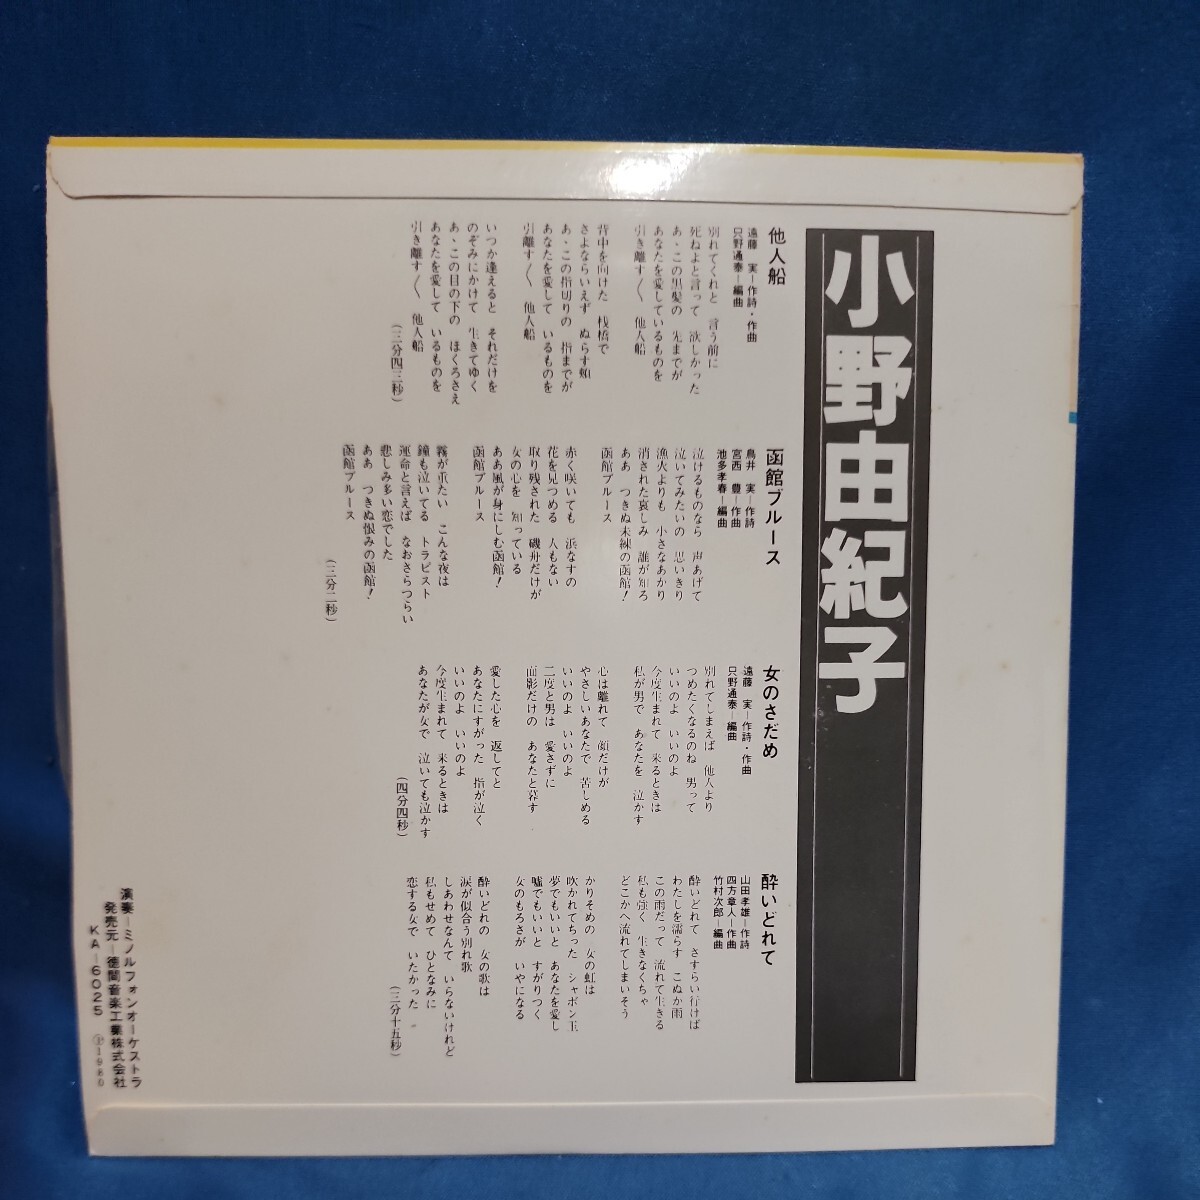 小野由紀子
他人船
遠藤　実―作詩・作曲
只野通泰―編曲
別れてくれと　言う前に
死ねよと言って　欲しかった
あゝこの黒髪の　先までが
あなたを愛しているものを
引き離す〱　他人船
背中を向けた　桟橋で
さよならいえず　ぬらす頬
あゝこの指切りの　指までが
あなたを愛して　いるものを
引離す〱　他人船
いつか逢えると　それだけを
のぞみにかけて　生きてゆく
あゝこの目の下の　ほくろさえ
あなたを愛して　いるものを
引き離す〱　他人船
（三分四三秒）
函館ブルース
鳥井　実―作詩
宮西　豊―作曲
池多孝春―編曲
泣けるものなら　声あげて
泣いてみたいの　思いきり
漁火よりも　小さなあかり
消された哀しみ　誰が知ろ
ああ　つきぬ未練の函館！
函館ブルース
赤く咲いても　浜なすの
花を見つめる　人もない
取り残された　磯舟だけが
女の心を　知っている
ああ風が身にしむ函館！
函館ブルース
霧が重たい　こんな夜は
鐘も泣いてる　トラピスト
運命と言えば　なおさらつらい
悲しみ多い恋でした
ああ　つきぬ恨みの函館！
函館ブルース
（三分二秒）
女のさだめ
遠藤　実―作詩・作曲
只野通泰―編曲
別れてしまえば　他人より
つめたくなるのね　男って
いいのよ　いいのよ
今度生まれて　来るときは
私が男で　あなたを　泣かす
心は離れて　顔だけが
やさしいあなたで　苦しめる
いいのよ　いいのよ
二度と男は　愛さずに
面影だけの　あなたと暮す
愛した心を　返してと
あなたにすがった　指が泣く
いいのよ　いいのよ
今度生まれて　来るときは
あなたが女で　泣いても泣かす
（四分四秒）
酔いどれて
山田孝雄―作詩
四方章人―作曲
竹村次郎―編曲
酔いどれて　さすらい行けば
わたしを濡らす　こぬか雨
この雨だって　流れて生きる
私も強く　生きなくちゃ
どこかへ流れてしまいそう
かりそめの　女の虹は
吹かれてちった　シャボン玉
夢でもいいと　あなたを愛し
嘘でもいいと　すがりつく
女のもろさが　いやになる
酔いどれの　女の歌は
涙が似合う別れ歌
しあわせなんて　いらないけれど
私もせめて　ひとなみに
恋する女で　いたかった
（三分十五秒）
演奏―ミノルフォンオーケストラ
発売元―徳間音楽工業株式会社
KA―6025　Ⓟ1980